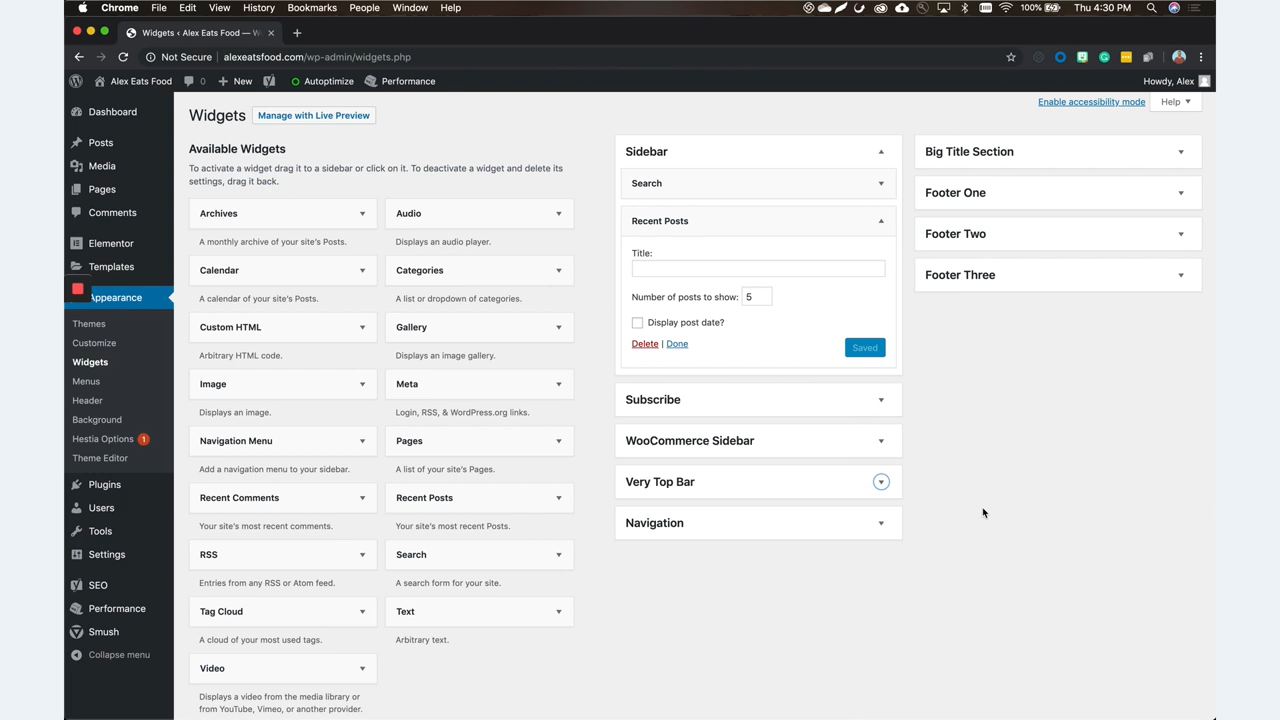 Chrome File Edit View History Bookmarks People Window Help 100% Thu 4:30 PM
Widgets ‹ Alex Eats Food — W
Not Secure alexeatsfood.com/wp-admin/widgets.php
Alex Eats Food 0 New Autoptimize Performance Howdy, Alex
Dashboard
Posts
Media
Pages
Comments
Elementor
Templates
Appearance
Themes
Customize
Widgets
Menus
Header
Background
Hestia Options 1
Theme Editor
Plugins
Users
Tools
Settings
SEO
Performance
Smush
Collapse menu
Widgets Manage with Live Preview
Enable accessibility mode Help
Available Widgets
To activate a widget drag it to a sidebar or click on it. To deactivate a widget and delete its
settings, drag it back.
Archives
A monthly archive of your site's Posts.
Audio
Displays an audio player.
Calendar
A calendar of your site's Posts.
Categories
A list or dropdown of categories.
Custom HTML
Arbitrary HTML code.
Gallery
Displays an image gallery.
Image
Displays an image.
Meta
Login, RSS, & WordPress.org links.
Navigation Menu
Add a navigation menu to your sidebar.
Pages
A list of your site's Pages.
Recent Comments
Your site's most recent comments.
Recent Posts
Your site's most recent Posts.
RSS
Entries from any RSS or Atom feed.
Search
A search form for your site.
Tag Cloud
A cloud of your most used tags.
Text
Arbitrary text.
Video
Displays a video from the media library or
from YouTube, Vimeo, or another provider.
Sidebar
Search
Recent Posts
Title:
Number of posts to show: 5
Display post date?
Delete | Done Saved
Subscribe
WooCommerce Sidebar
Very Top Bar
Navigation
Big Title Section
Footer One
Footer Two
Footer Three